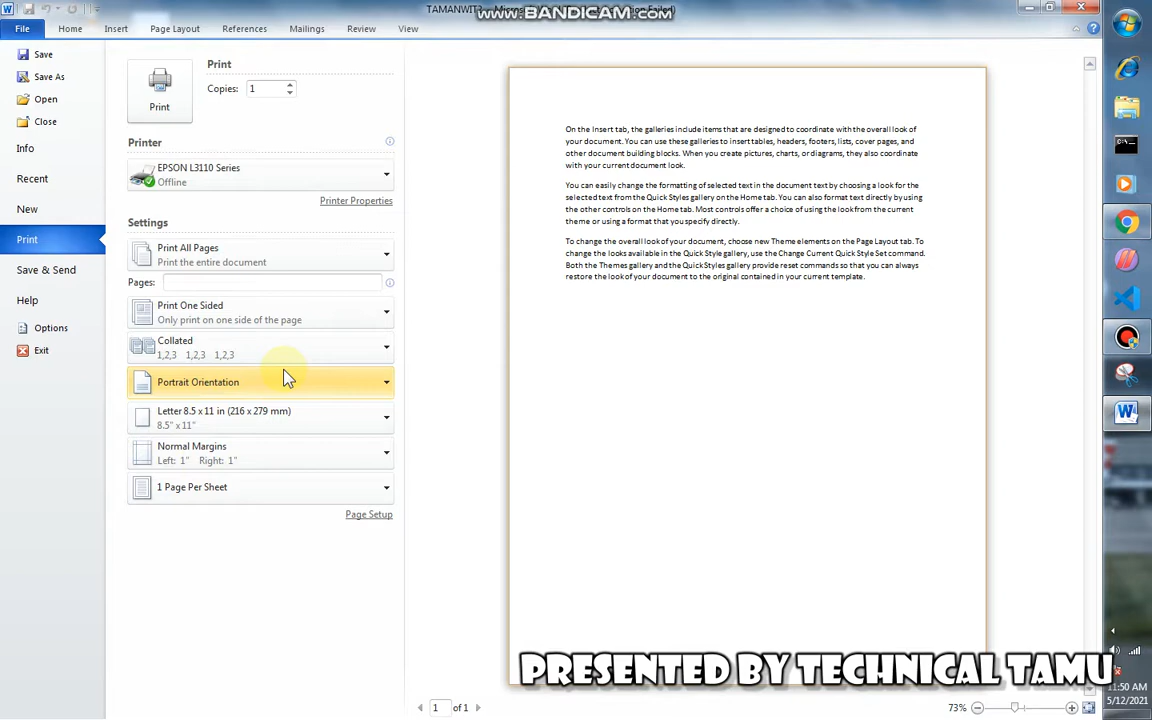 TAMANWIT
WWW.BANDICAM.COM
File
Home
Insert
Page Layout
References
Mailings
Review
View
Save
Save As
Open
Close
Info
Recent
New
Print
Save & Send
Help
Options
Exit
Print
Print
Copies: 1
Printer
EPSON L3110 Series
Offline
Printer Properties
Settings
Print All Pages
Print the entire document
Pages:
Print One Sided
Only print on one side of the page
Collated
1,2,3 1,2,3 1,2,3
Portrait Orientation
Letter 8.5 x 11 in (216 x 279 mm)
8.5" x 11"
Normal Margins
Left: 1" Right: 1"
1 Page Per Sheet
Page Setup
On the Insert tab, the galleries include items that are designed to coordinate with the overall look of
your document. You can use these galleries to insert tables, headers, footers, lists, cover pages, and
other document building blocks. When you create pictures, charts, or diagrams, they also coordinate
with your current document look.
You can easily change the formatting of selected text in the document text by choosing a look for the
selected text from the Quick Styles gallery on the Home tab. You can also format text directly by using
the other controls on the Home tab. Most controls offer a choice of using the look from the current
theme or using a format that you specify directly.
To change the overall look of your document, choose new Theme elements on the Page Layout tab. To
change the looks available in the Quick Style gallery, use the Change Current Quick Style Set command.
Both the Themes gallery and the Quick Styles gallery provide reset commands so that you can always
restore the look of your document to the original contained in your current template.
PRESENTED BY TECHNICAL TAMU
1 of 1
73%
11:50 AM
5/12/2021